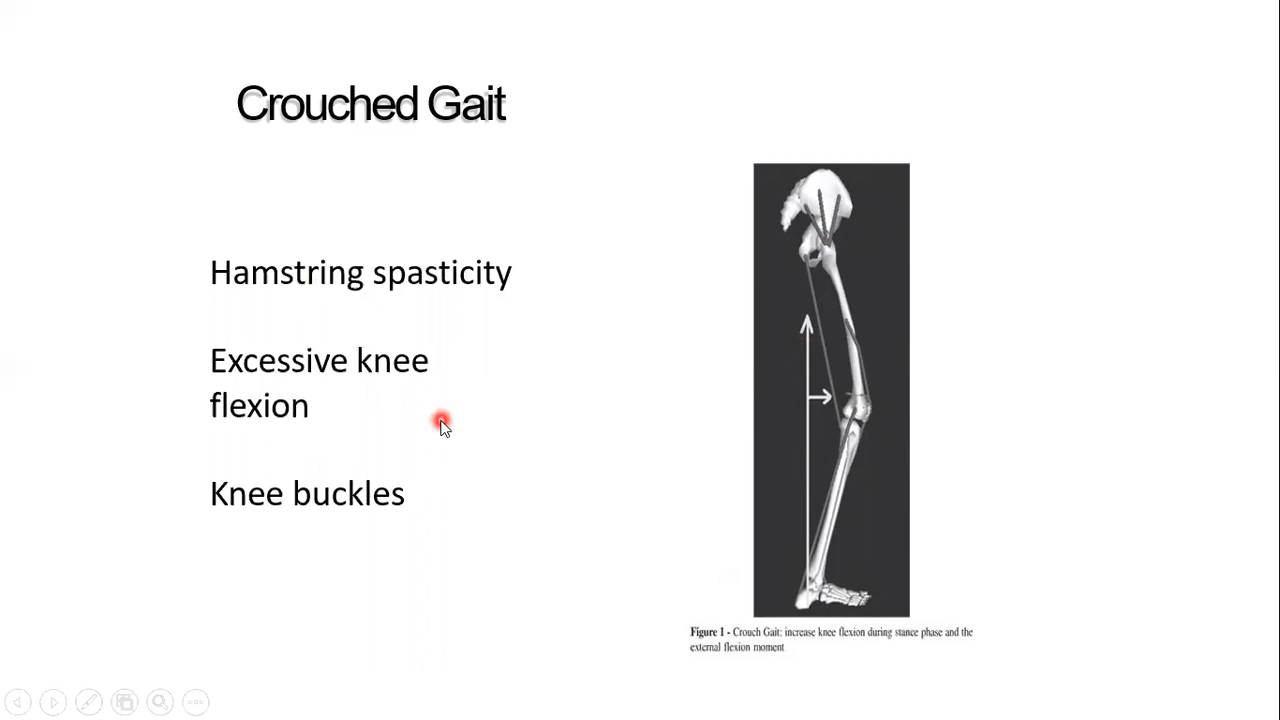 Crouched Gait
Hamstring spasticity
Excessive knee
flexion
Knee buckles
Figure 1 - Crouch Gait: increase knee flexion during stance phase and the
external flexion moment